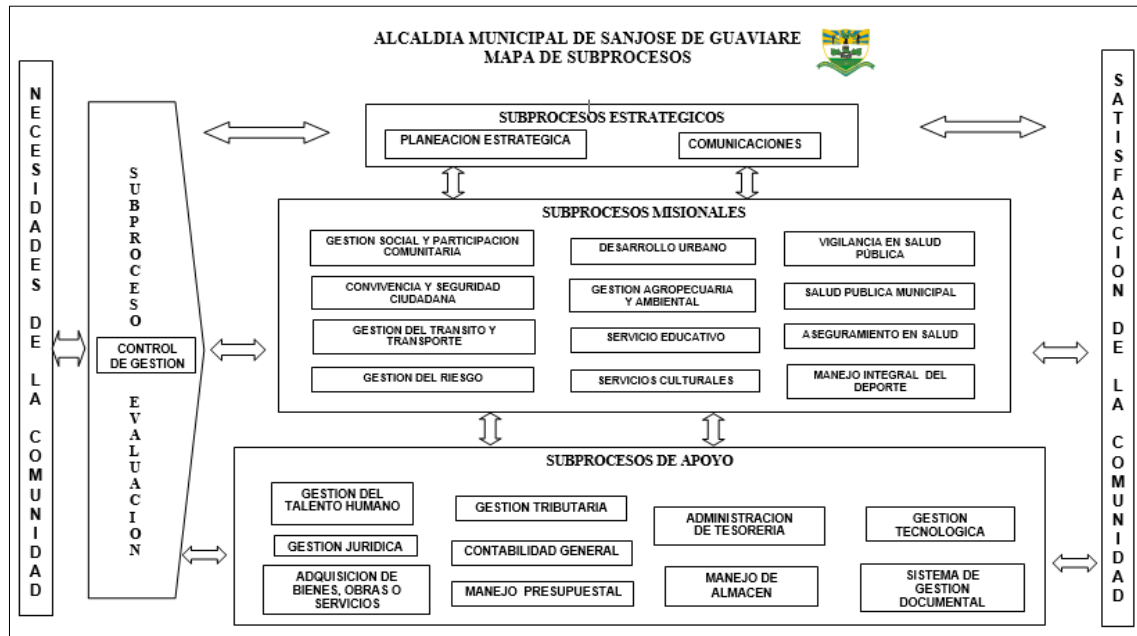 ALCALDIA MUNICIPAL DE SANJOSE DE GUAVIARE
MAPA DE SUBPROCESOS
NECESIDADES DE LA COMUNIDAD
SUBPROCESO
CONTROL
DE GESTION
EVALUACION
SUBPROCESOS ESTRATEGICOS
PLANEACION ESTRATEGICA
COMUNICACIONES
SUBPROCESOS MISIONALES
GESTION SOCIAL Y PARTICIPACION
COMUNITARIA
CONVIVENCIA Y SEGURIDAD
CIUDADANA
GESTION DEL TRANSITO Y
TRANSPORTE
GESTION DEL RIESGO
DESARROLLO URBANO
GESTION AGROPECUARIA
Y AMBIENTAL
SERVICIO EDUCATIVO
SERVICIOS CULTURALES
VIGILANCIA EN SALUD
PÚBLICA
SALUD PUBLICA MUNICIPAL
ASEGURAMIENTO EN SALUD
MANEJO INTEGRAL DEL
DEPORTE
SUBPROCESOS DE APOYO
GESTION DEL
TALENTO HUMANO
GESTION JURIDICA
ADQUISICION DE
BIENES, OBRAS O
SERVICIOS
GESTION TRIBUTARIA
CONTABILIDAD GENERAL
MANEJO PRESUPUESTAL
ADMINISTRACION
DE TESORERIA
MANEJO DE
ALMACEN
GESTION
TECNOLOGICA
SISTEMA DE
GESTION
DOCUMENTAL
SATISFACCION DE LA COMUNIDAD